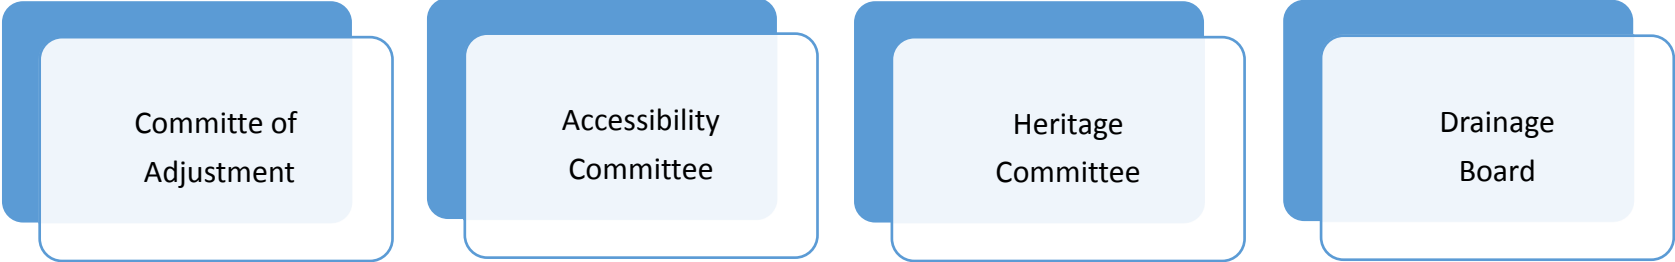 Committe of
Adjustment
Accessibility
Committee
Heritage
Committee
Drainage
Board